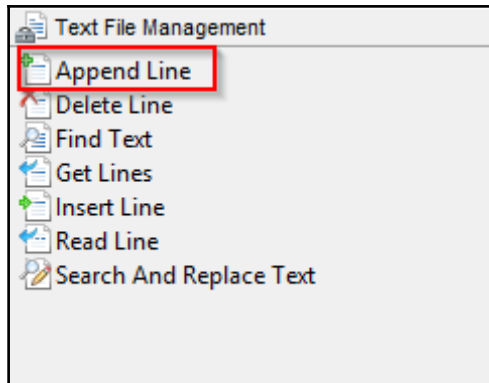 Text File Management
Append Line
Delete Line
Find Text
Get Lines
Insert Line
Read Line
Search And Replace Text